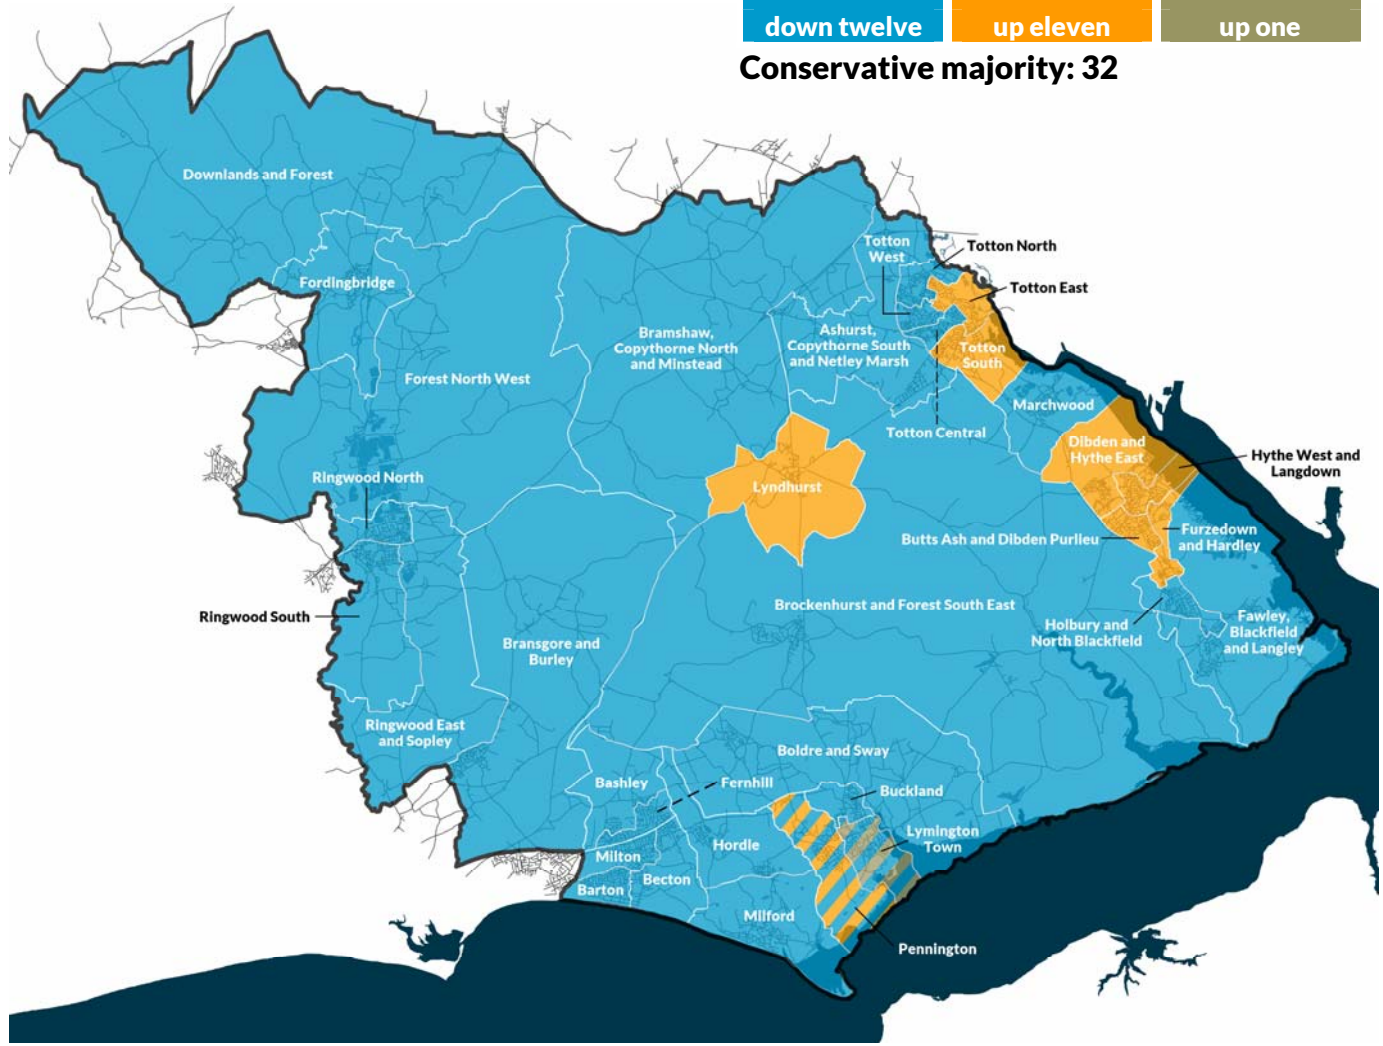 down twelve
up eleven
up one
Conservative majority: 32
Downlands and Forest
Totton
West
Totton North
Fordingbridge
Totton East
Bramshaw,
Copythorne North
and Minstead
Ashurst,
Copythorne South
and Netley Marsh
Totton
South
Forest North West
Marchwood
Totton Central
Dibden and
Hythe East
Hythe West and
Langdown
Ringwood North
Lyndhurst
Butts Ash and Dibden Purlieu
Furzedown
and Hardley
Ringwood South
Brockenhurst and Forest South East
Holbury and
North Blackfield
Fawley,
Blackfield
and Langley
Bransgore and
Burley
Ringwood East
and Sopley
Boldre and Sway
Bashley
Fernhill
Buckland
Hordle
Lymington
Town
Milton
Becton
Barton
Milford
Pennington